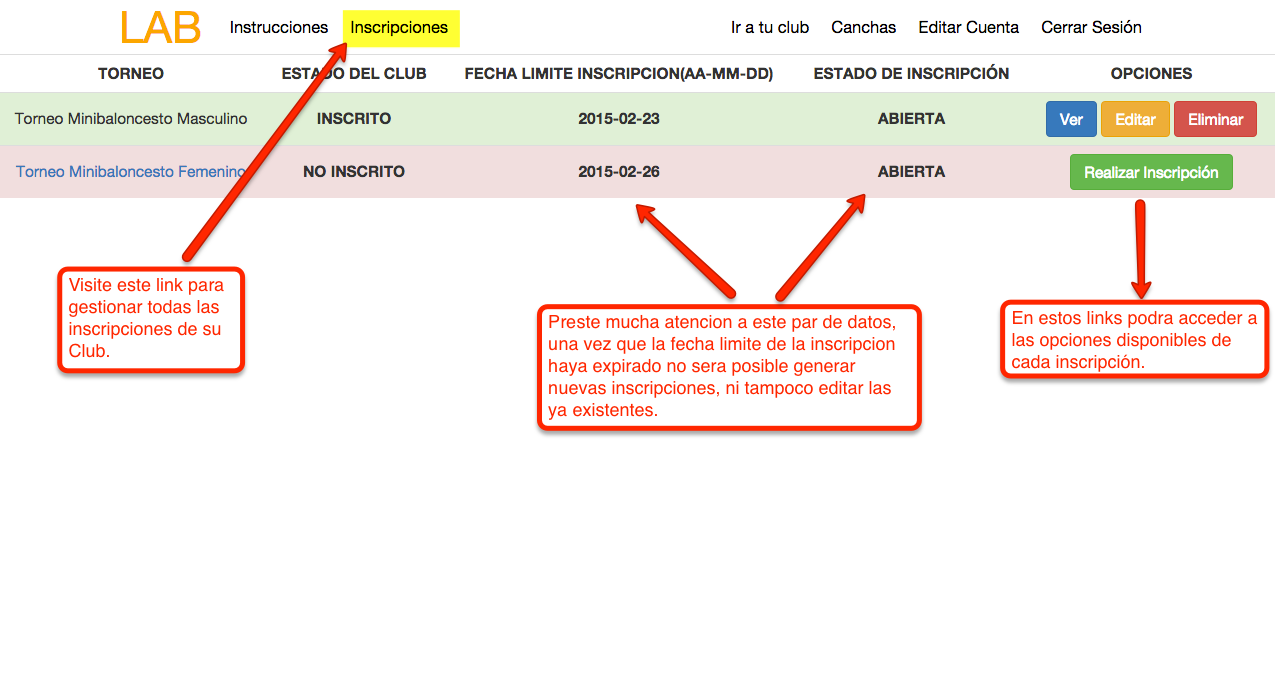 LAB Instrucciones Inscripciones Ir a tu club Canchas Editar Cuenta Cerrar Sesión
TORNEO ESTADO DEL CLUB FECHA LIMITE INSCRIPCION(AA-MM-DD) ESTADO DE INSCRIPCIÓN OPCIONES
Torneo Minibaloncesto Masculino INSCRITO 2015-02-23 ABIERTA Ver Editar Eliminar
Torneo Minibaloncesto Femenino NO INSCRITO 2015-02-26 ABIERTA Realizar Inscripción
Visite este link para
gestionar todas las
inscripciones de su
Club.
Preste mucha atencion a este par de datos,
una vez que la fecha limite de la inscripcion
haya expirado no sera posible generar
nuevas inscripciones, ni tampoco editar las
ya existentes.
En estos links podra acceder a
las opciones disponibles de
cada inscripción.